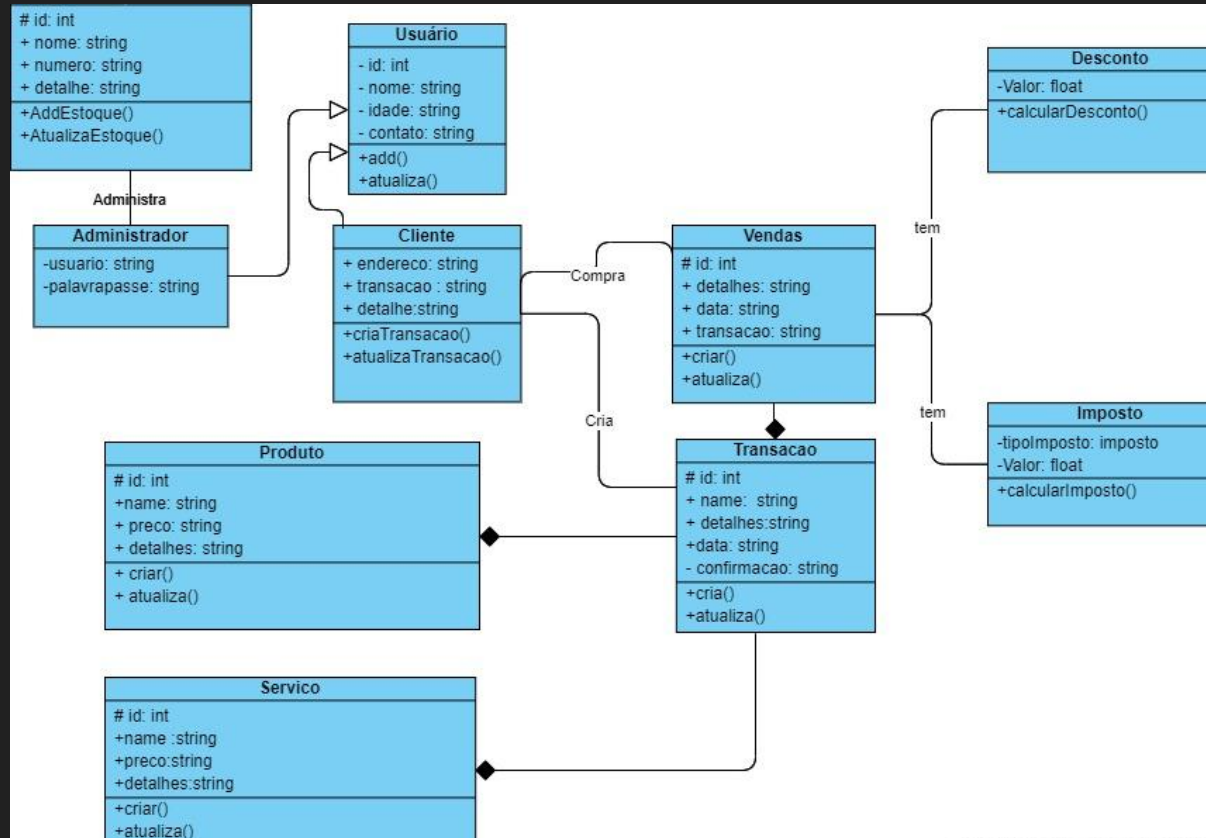 # id: int
+ nome: string
+ numero: string
+ detalhe: string
+AddEstoque()
+AtualizaEstoque()
Administra
Usuário
- id: int
- nome: string
- idade: string
- contato: string
+add()
+atualiza()
Desconto
-Valor: float
+calcularDesconto()
Administrador
-usuario: string
-palavrapasse: string
Cliente
+ endereco: string
+ transacao : string
+ detalhe:string
+criaTransacao()
+atualizaTransacao()
Compra
Cria
Vendas
# id: int
+ detalhes: string
+ data: string
+ transacao: string
+criar()
+atualiza()
tem
tem
Imposto
-tipoImposto: imposto
-Valor: float
+calcularImposto()
Produto
# id: int
+name: string
+ preco: string
+ detalhes: string
+ criar()
+ atualiza()
Transacao
# id: int
+ name: string
+ detalhes:string
+data: string
- confirmacao: string
+cria()
+atualiza()
Servico
# id: int
+name :string
+preco:string
+detalhes:string
+criar()
+atualiza()